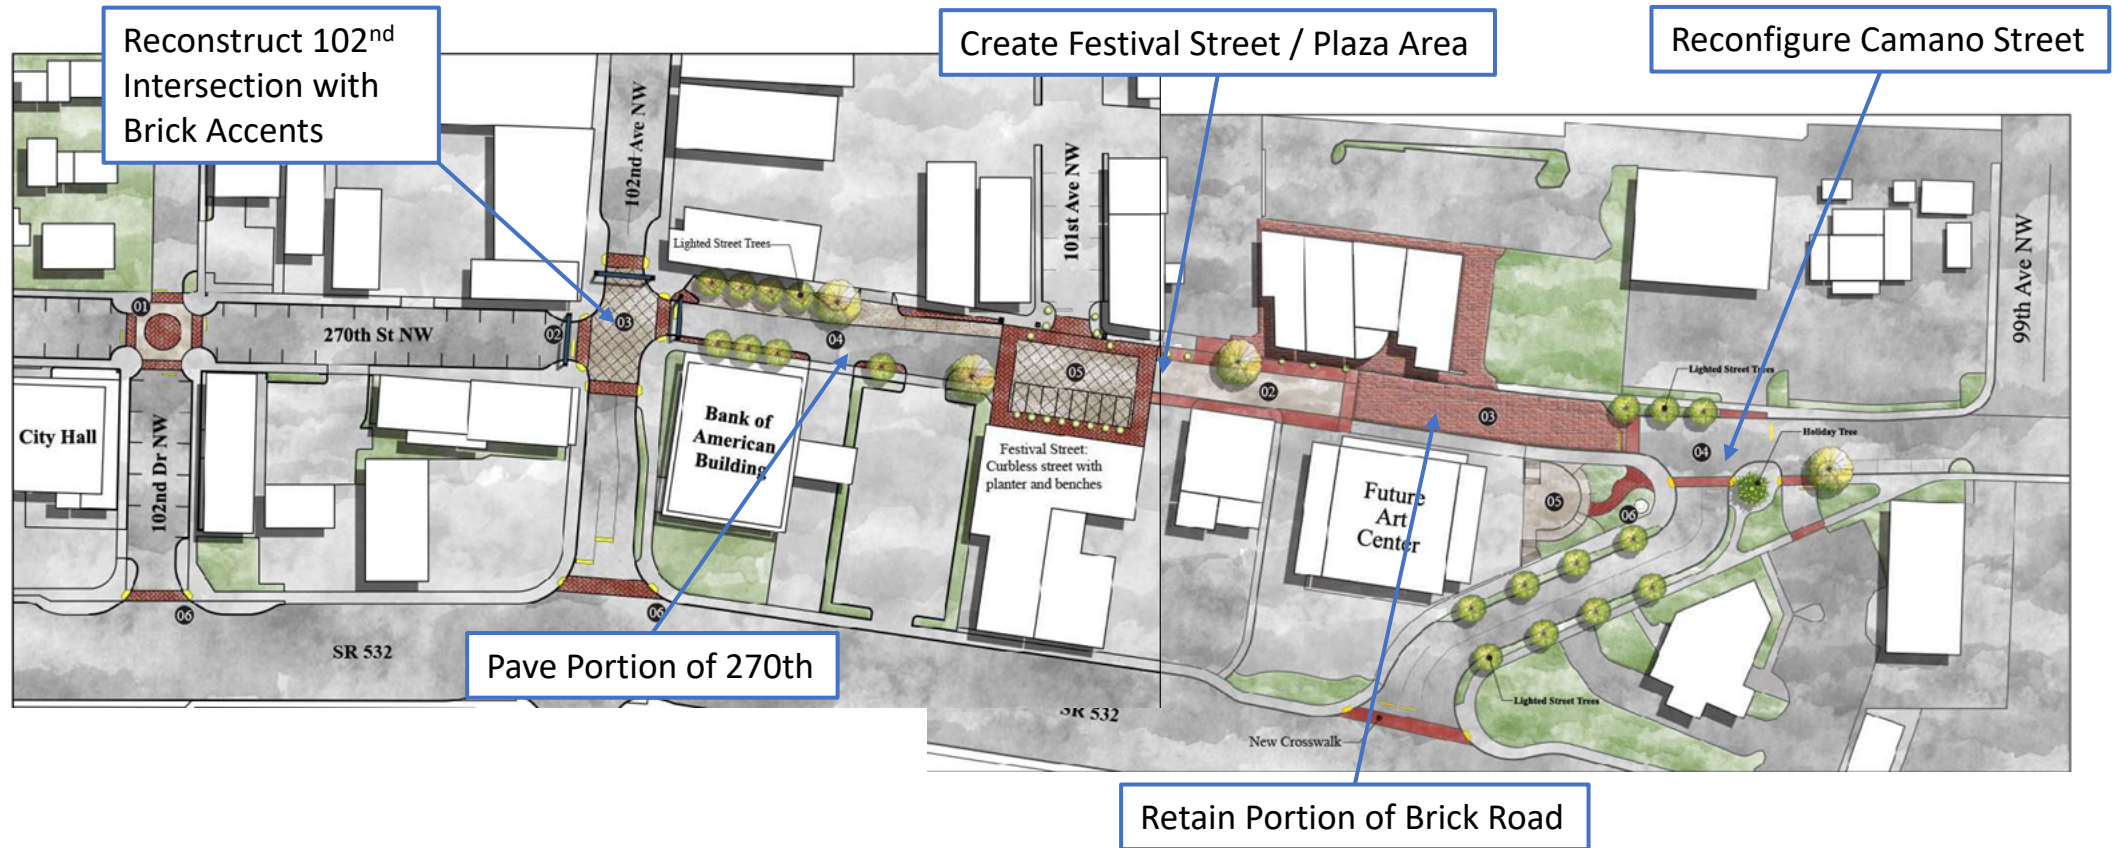 Reconstruct 102nd
Intersection with
Brick Accents
Create Festival Street / Plaza Area
Reconfigure Camano Street
102nd Ave NW
101st Ave NW
99th Ave NW
Lighted Street Trees
01
270th St NW
02
03
04
05
02
03
Lighted Street Trees
04
Holiday Tree
City Hall
102nd Dr NW
Bank of
American
Building
Festival Street:
Curbless street with
planter and benches
Future
Art
Center
05
06
06
06
SR 532
Pave Portion of 270th
SR 532
Lighted Street Trees
New Crosswalk
Retain Portion of Brick Road